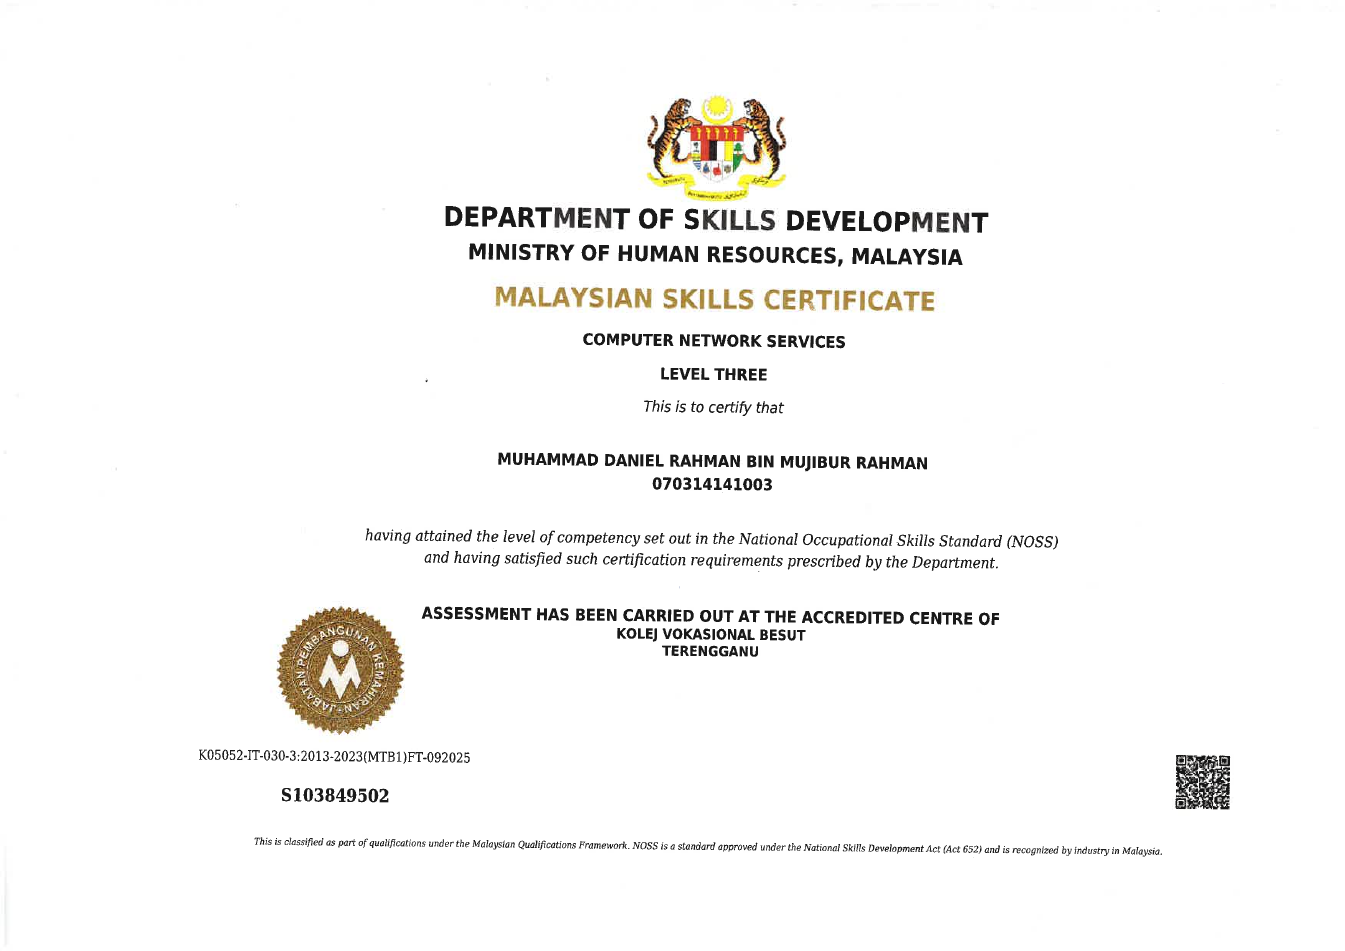 DEPARTMENT OF SKILLS DEVELOPMENT
MINISTRY OF HUMAN RESOURCES, MALAYSIA
MALAYSIAN SKILLS CERTIFICATE
COMPUTER NETWORK SERVICES
LEVEL THREE
This is to certify that
MUHAMMAD DANIEL RAHMAN BIN MUJIBUR RAHMAN
070314141003
having attained the level of competency set out in the National Occupational Skills Standard (NOSS)
and having satisfied such certification requirements prescribed by the Department.
ASSESSMENT HAS BEEN CARRIED OUT AT THE ACCREDITED CENTRE OF
KOLEJ VOKASIONAL BESUT
TERENGGANU
JABATAN PEMBANGUNAN KEMAHIRAN
K05052-IT-030-3:2013-2023(MTB1)FT-092025
S103849502
This is classified as part of qualifications under the Malaysian Qualifications Framework. NOSS is a standard approved under the National Skills Development Act (Act 652) and is recognized by industry in Malaysia.